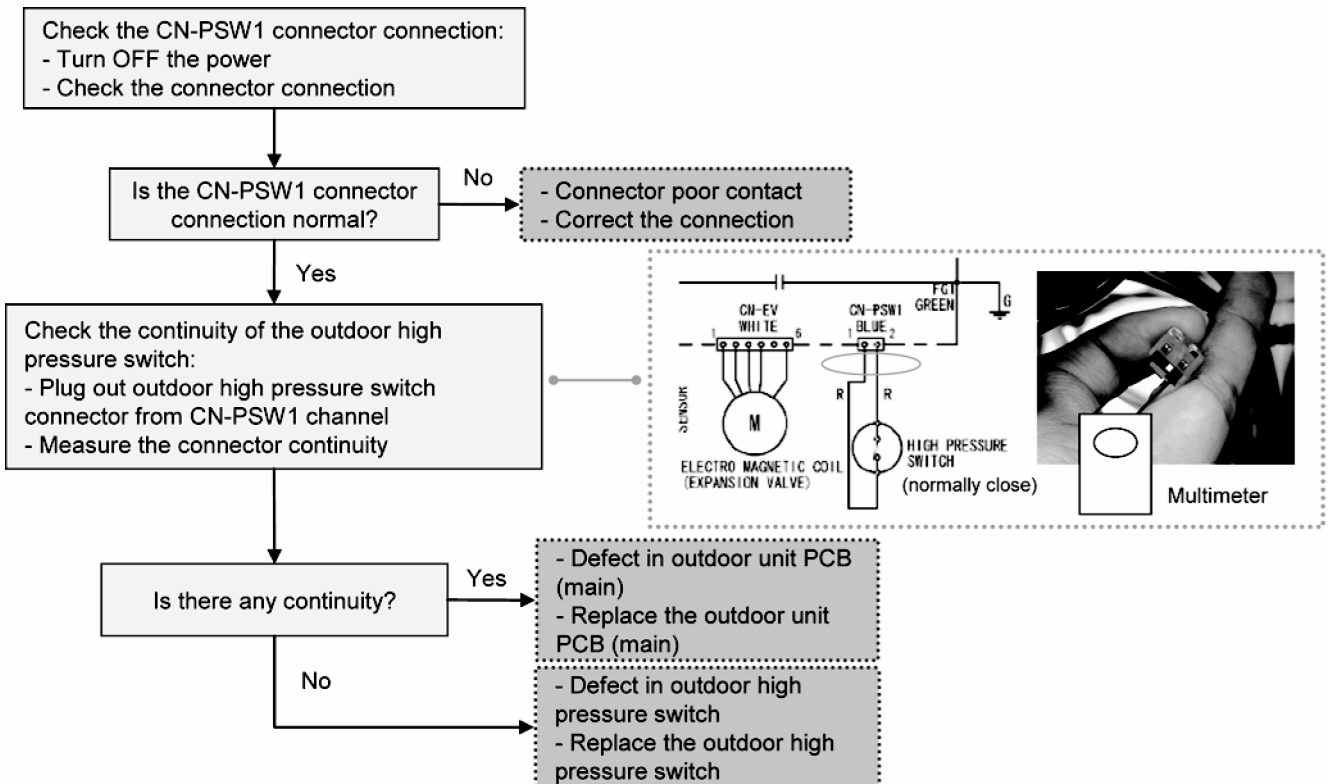 Check the CN-PSW1 connector connection:
- Turn OFF the power
- Check the connector connection
Is the CN-PSW1 connector
connection normal?
No
- Connector poor contact
- Correct the connection
Yes
Check the continuity of the outdoor high
pressure switch:
- Plug out outdoor high pressure switch
connector from CN-PSW1 channel
- Measure the connector continuity
FG1
GREEN
G
CN-EV
WHITE
1
6
CN-PSW1
BLUE
1
2
SENSOR
M
R
R
ELECTRO MAGNETIC COIL
(EXPANSION VALVE)
HIGH PRESSURE
SWITCH
(normally close)
Multimeter
Is there any continuity?
Yes
- Defect in outdoor unit PCB
(main)
- Replace the outdoor unit
PCB (main)
No
- Defect in outdoor high
pressure switch
- Replace the outdoor high
pressure switch